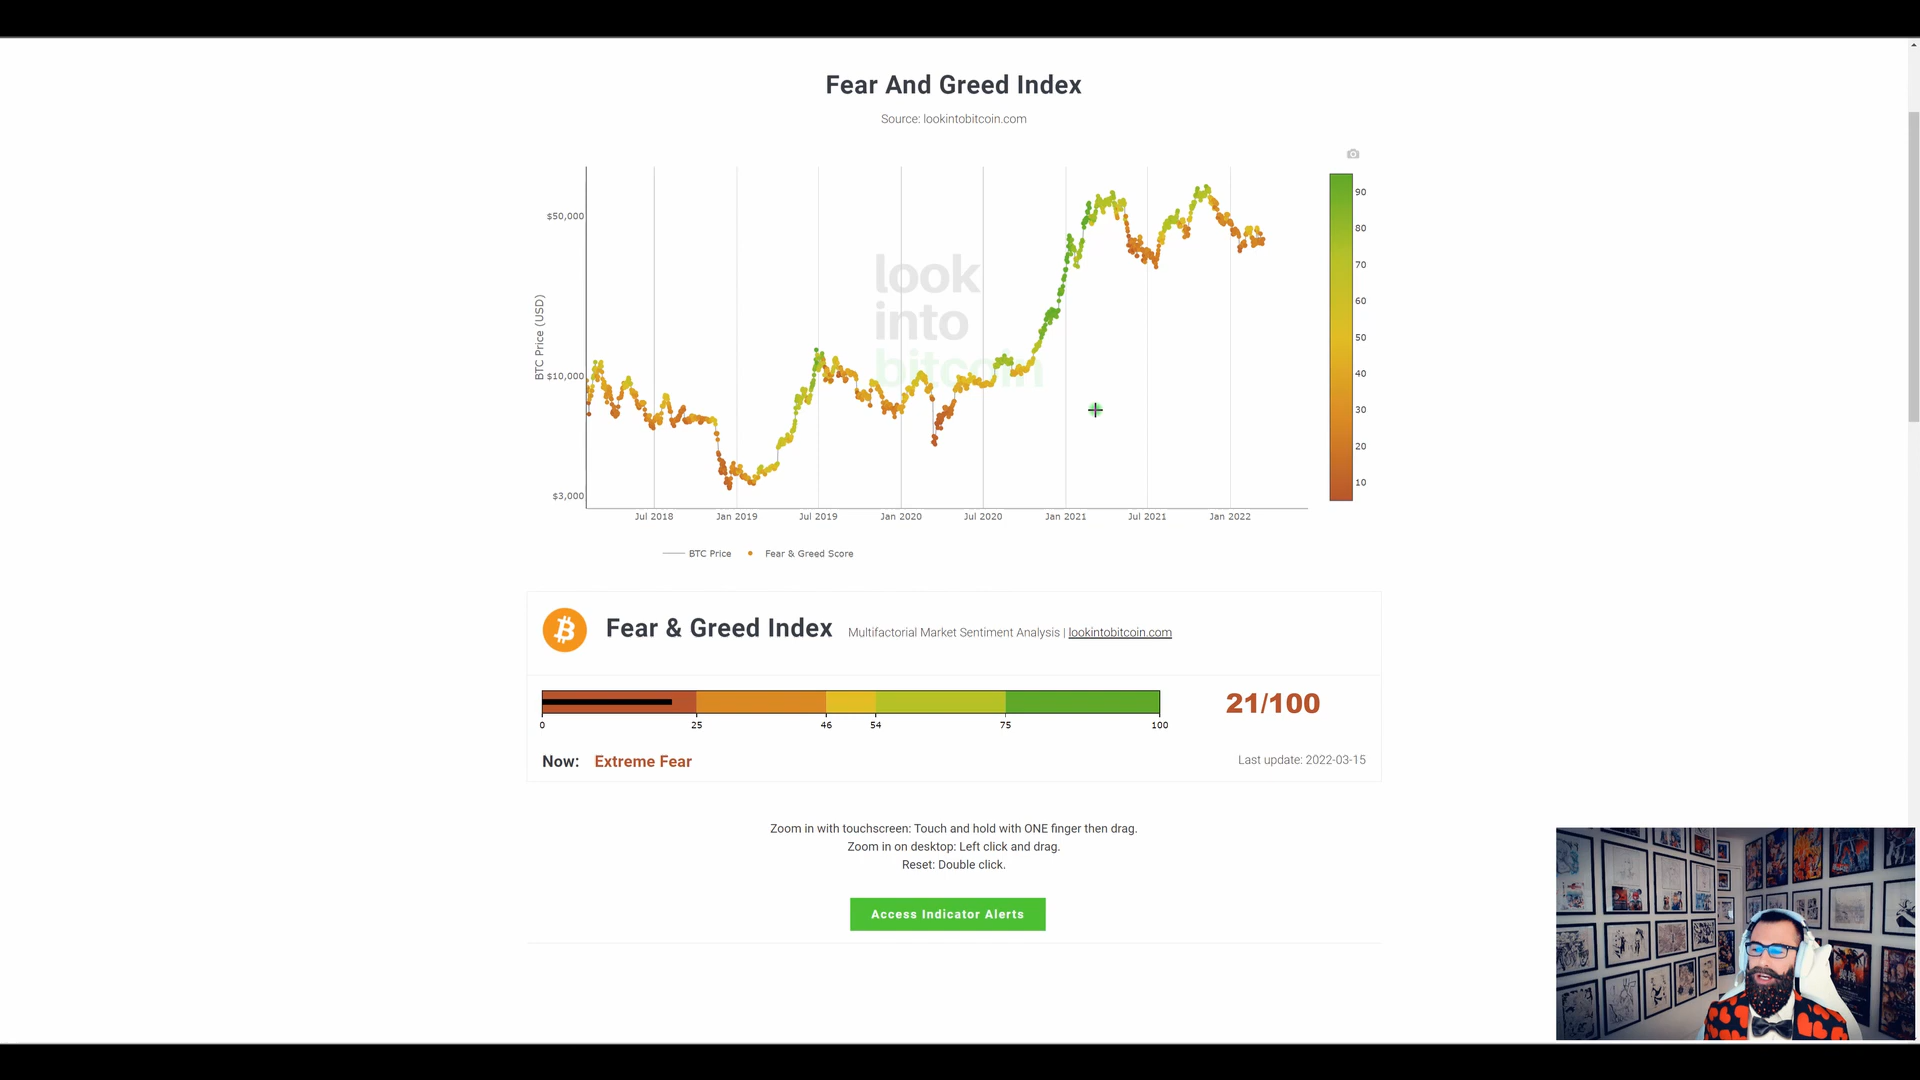 Fear And Greed Index
Source: lookintobitcoin.com
$50,000
$10,000
$3,000
BTC Price (USD)
look
into
bitcoin
90
80
70
60
50
40
30
20
10
Jul 2018 Jan 2019 Jul 2019 Jan 2020 Jul 2020 Jan 2021 Jul 2021 Jan 2022
BTC Price Fear & Greed Score
Fear & Greed Index Multifactorial Market Sentiment Analysis | lookintobitcoin.com
21/100
0 25 46 54 75 100
Now: Extreme Fear Last update: 2022-03-15
Zoom in with touchscreen: Touch and hold with ONE finger then drag.
Zoom in on desktop: Left click and drag.
Reset: Double click.
Access Indicator Alerts